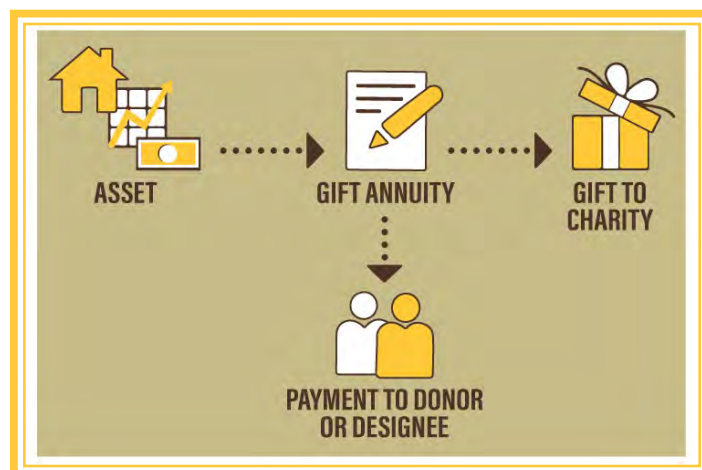 ASSET
GIFT ANNUITY
GIFT TO
CHARITY
PAYMENT TO DONOR
OR DESIGNEE